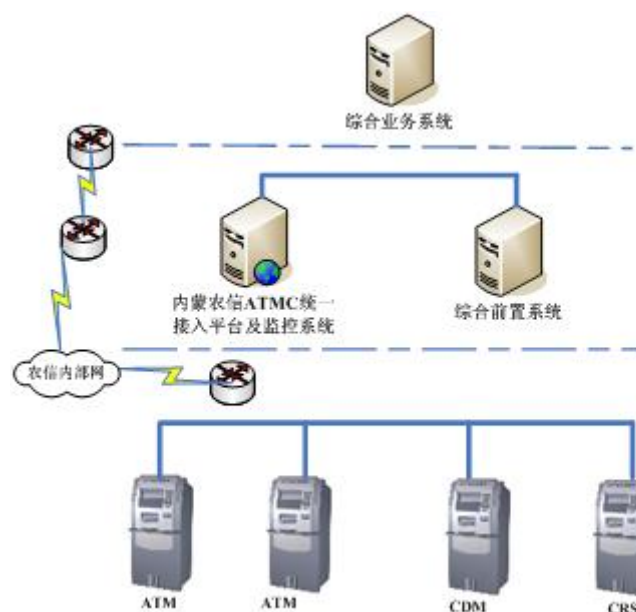 综合业务系统
内蒙农信ATMC统一
接入平台及监控系统
综合前置系统
农信内部网
ATM
ATM
CDM
CRS